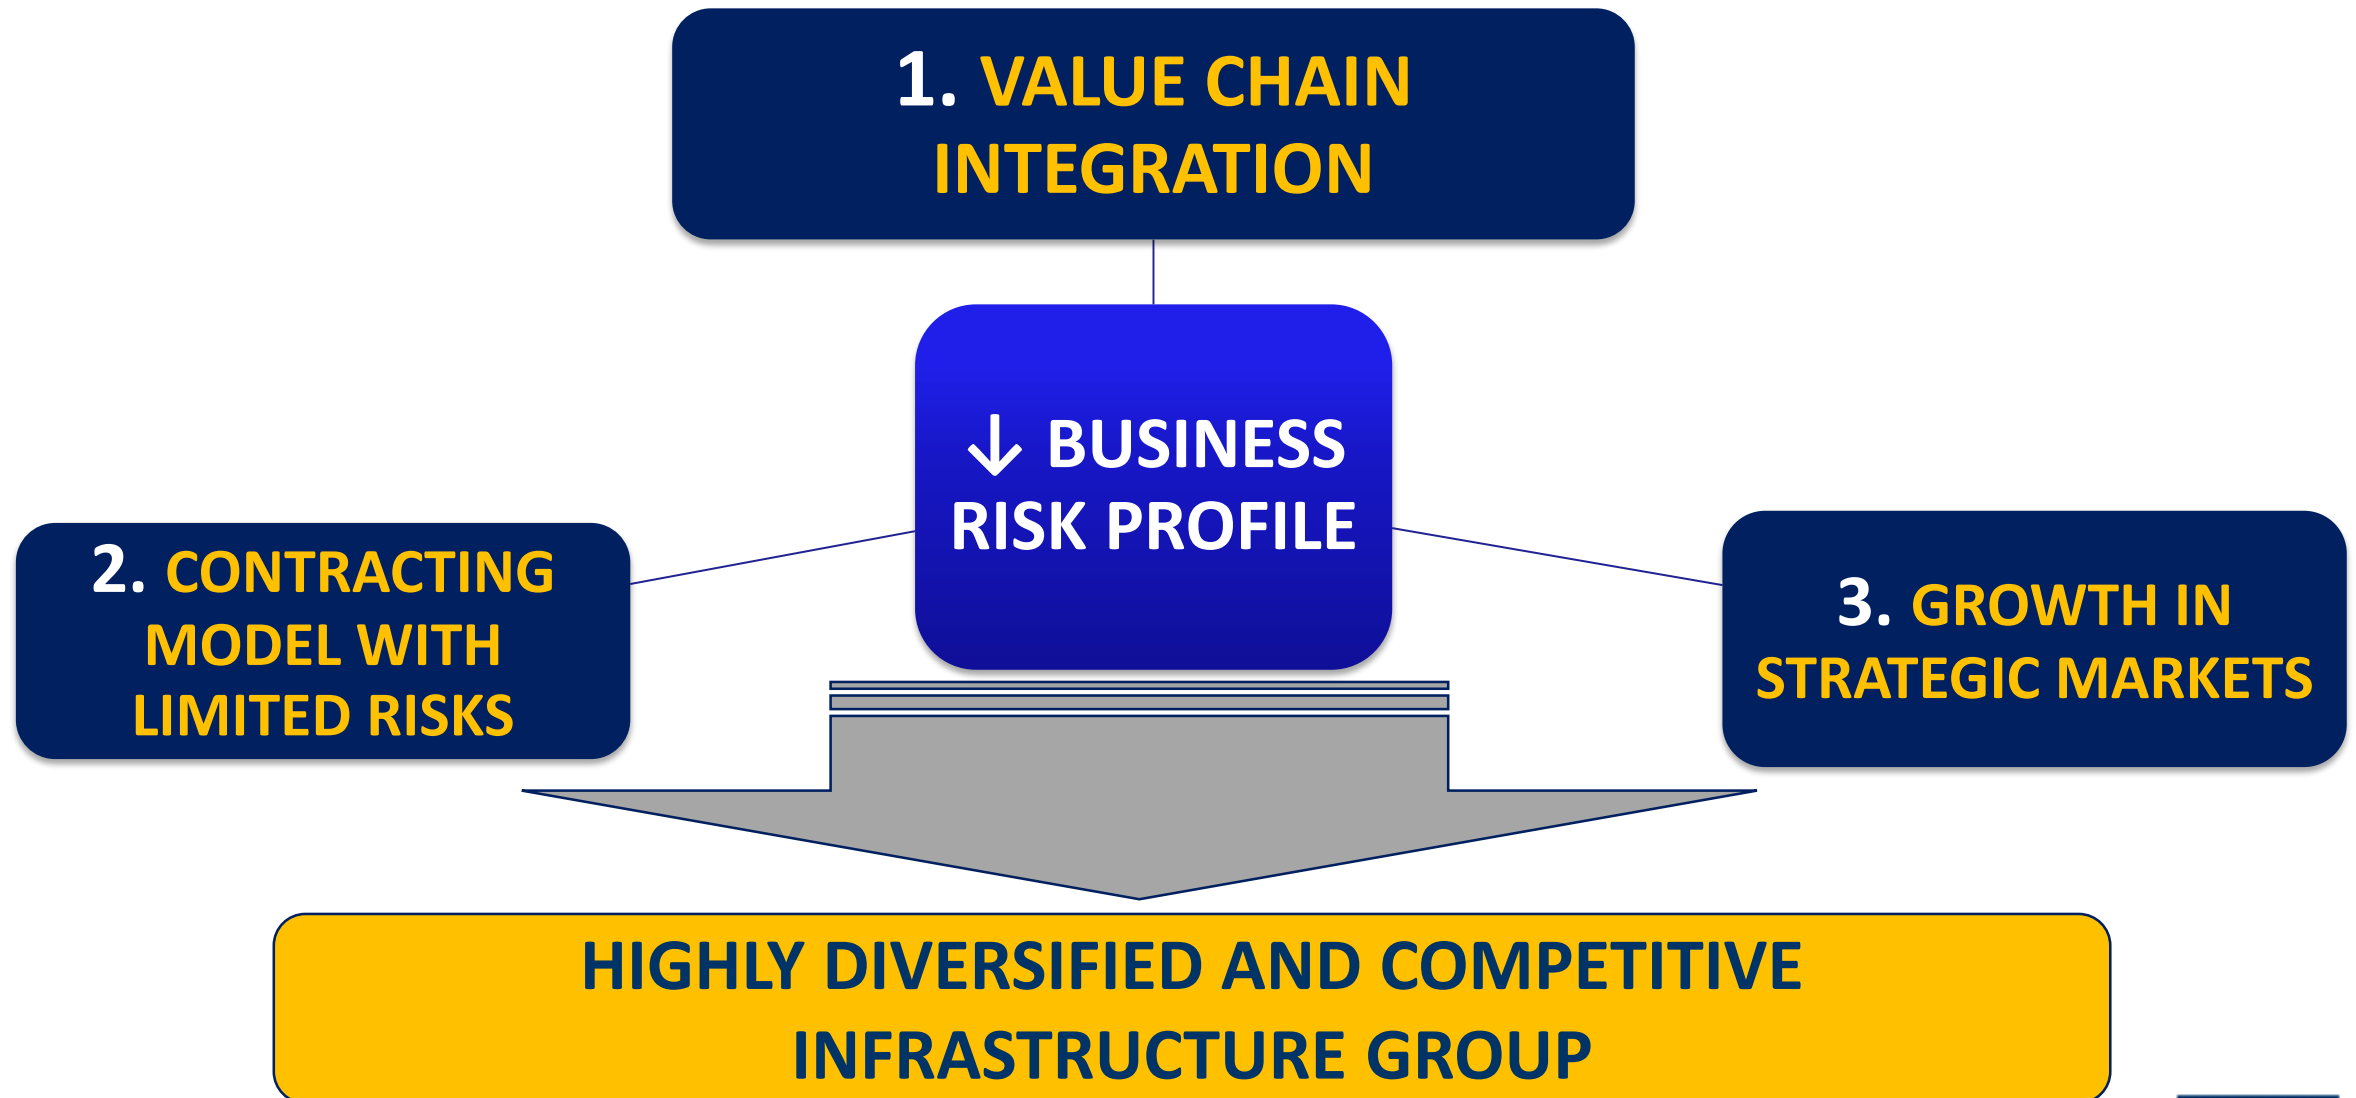 1. VALUE CHAIN
INTEGRATION
↓ BUSINESS
RISK PROFILE
2. CONTRACTING
MODEL WITH
LIMITED RISKS
3. GROWTH IN
STRATEGIC MARKETS
HIGHLY DIVERSIFIED AND COMPETITIVE
INFRASTRUCTURE GROUP